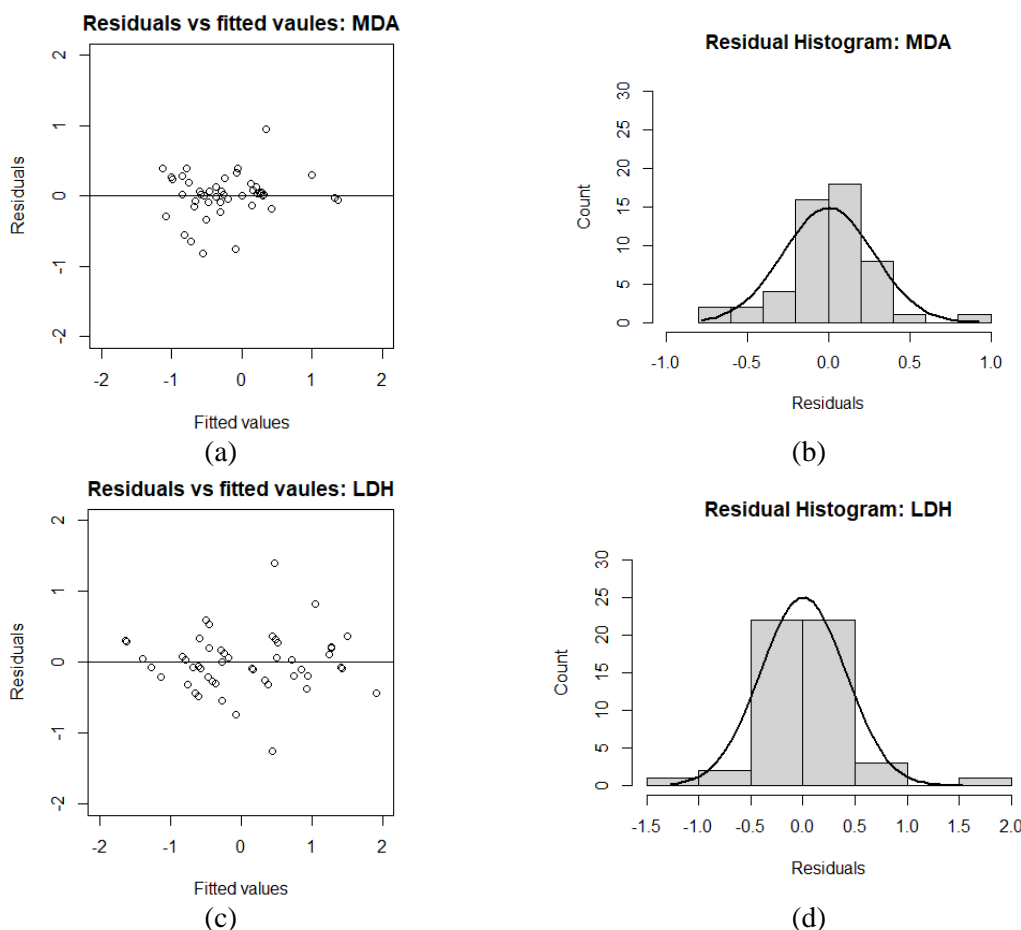 Residuals vs fitted vaules: MDA
2
1
0
-1
-2
Residuals
-2 -1 0 1 2
Fitted values
(a)
Residual Histogram: MDA
30
25
20
15
10
5
0
Count
-1.0 -0.5 0.0 0.5 1.0
Residuals
(b)
Residuals vs fitted vaules: LDH
2
1
0
-1
-2
Residuals
-2 -1 0 1 2
Fitted values
(c)
Residual Histogram: LDH
30
25
20
15
10
5
0
Count
-1.5 -1.0 -0.5 0.0 0.5 1.0 1.5 2.0
Residuals
(d)